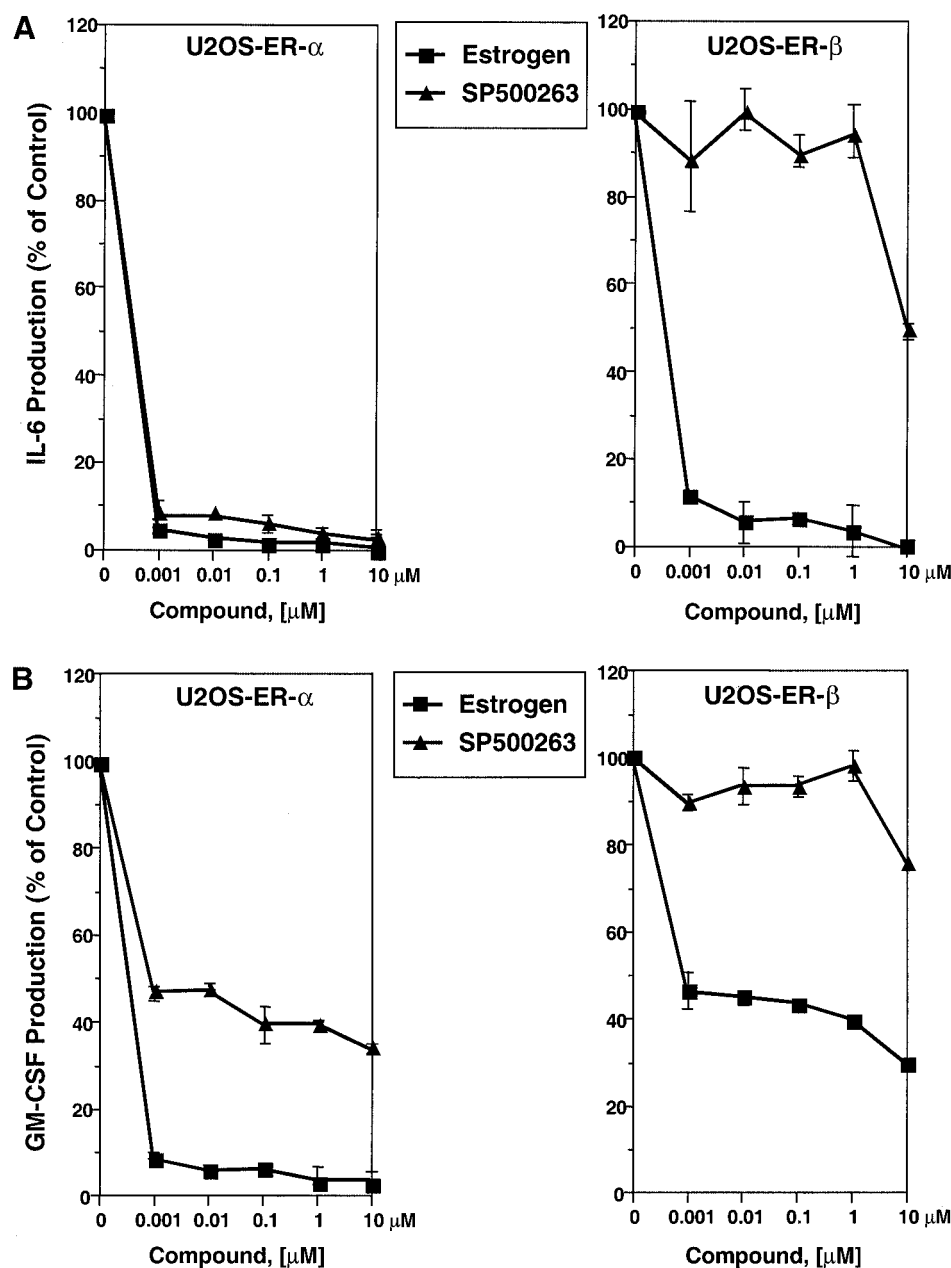 A
U2OS-ER-α
Estrogen
SP500263
U2OS-ER-β
IL-6 Production (% of Control)
120
100
80
60
40
20
0
0 0.001 0.01 0.1 1 10 μM
Compound, [μM]
120
100
80
60
40
20
0
0 0.001 0.01 0.1 1 10 μM
Compound, [μM]
B
U2OS-ER-α
Estrogen
SP500263
U2OS-ER-β
GM-CSF Production (% of Control)
120
100
80
60
40
20
0
0 0.001 0.01 0.1 1 10 μM
Compound, [μM]
120
100
80
60
40
20
0
0 0.001 0.01 0.1 1 10 μM
Compound, [μM]